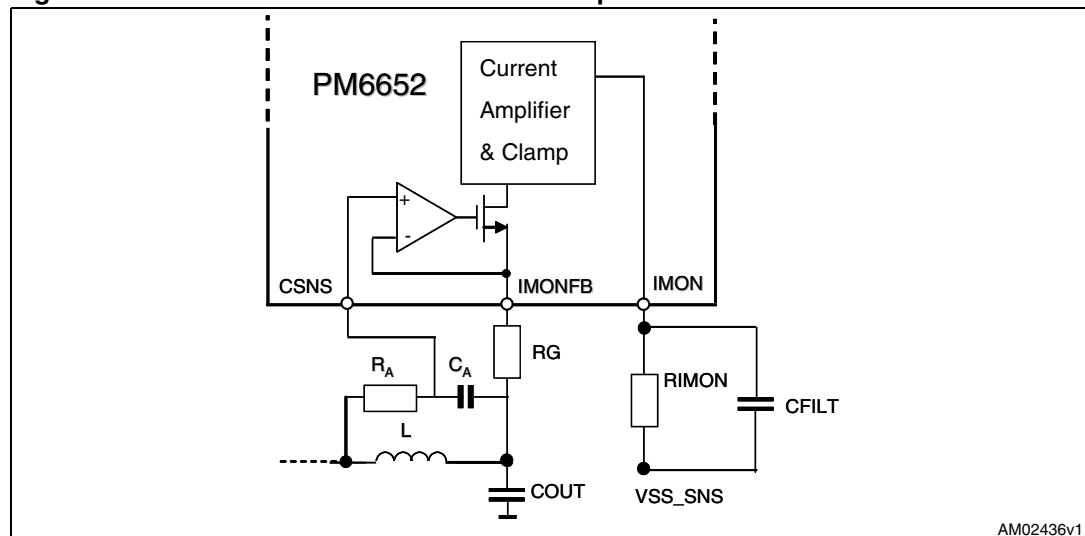 PM6652
Current
Amplifier
& Clamp
+
-
CSNS
IMONFB
IMON
RG
RA
CA
L
RIMON
CFILT
COUT
VSS_SNS
AM02436v1